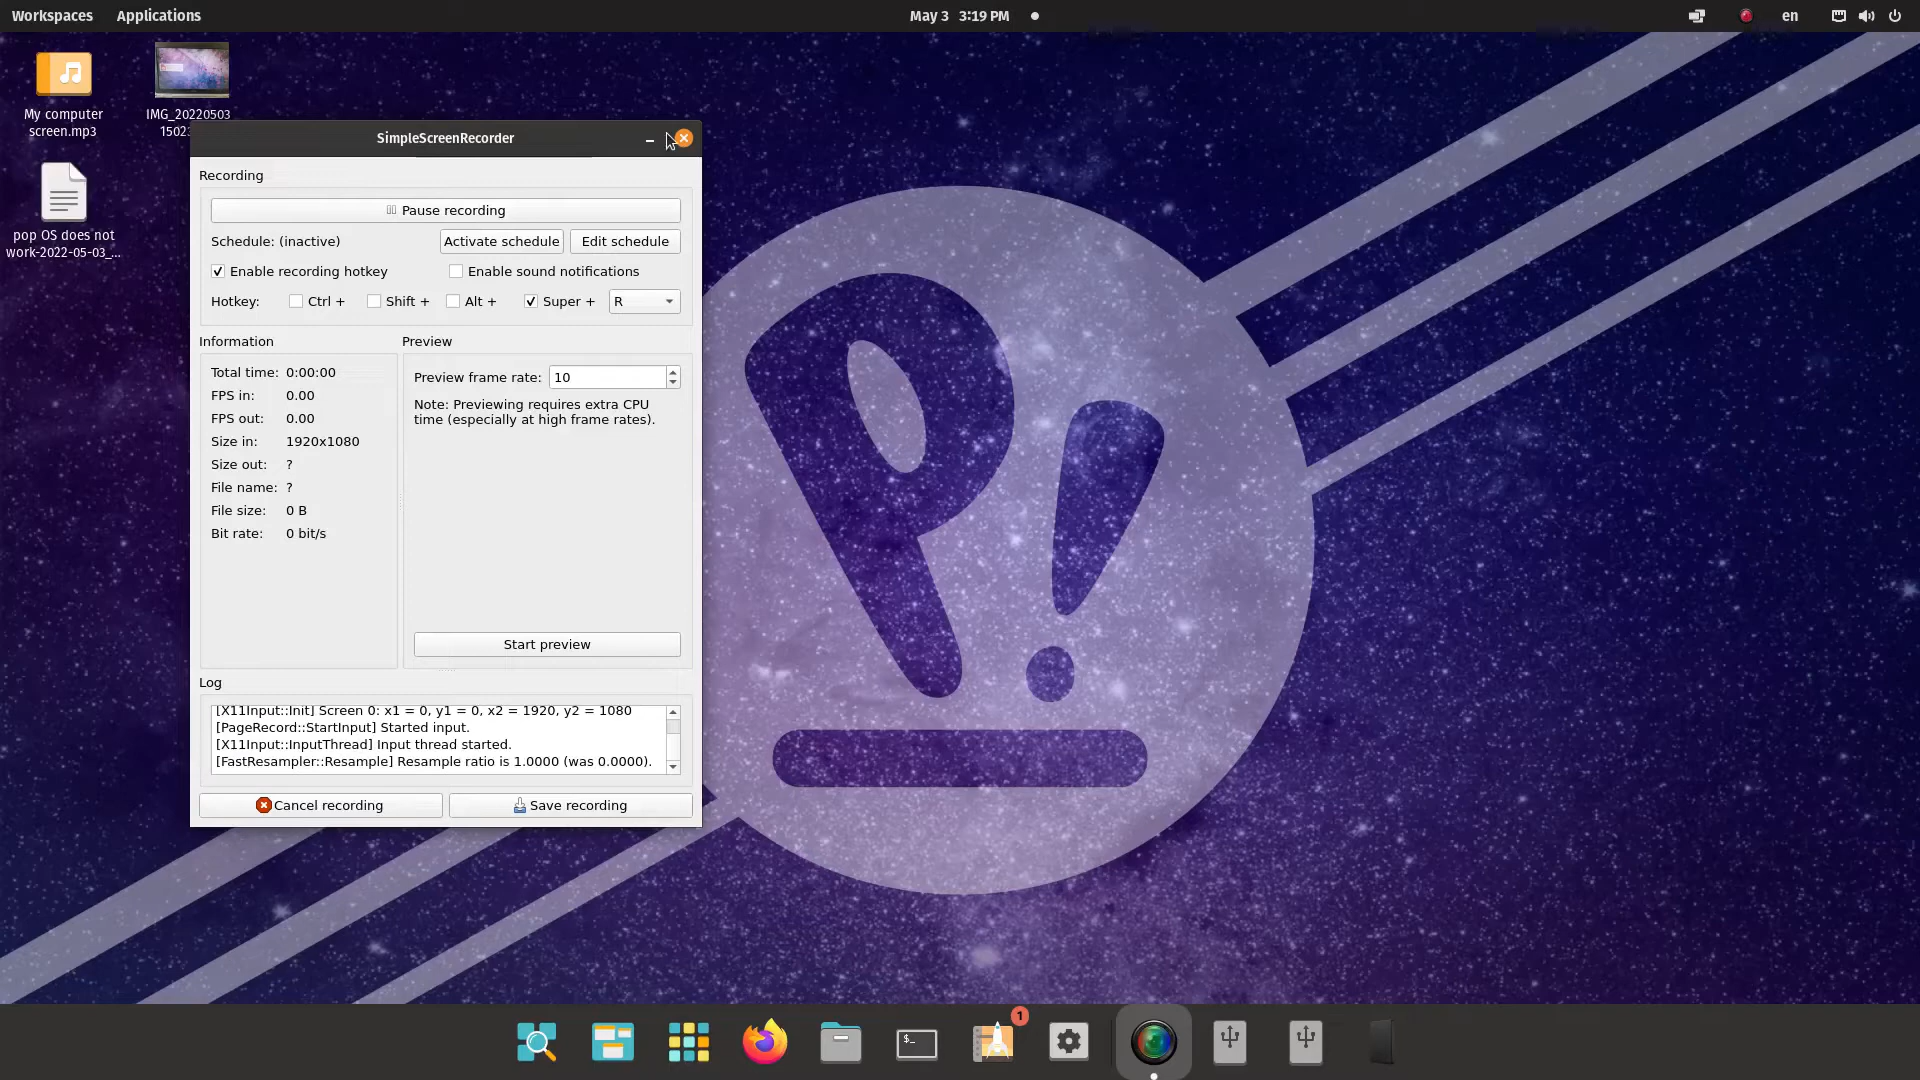 Workspaces Applications May 3 3:19 PM en
My computer
screen.mp3
IMG_20220503
pop OS does not
work-2022-05-03_...
SimpleScreenRecorder
Recording
Pause recording
Schedule: (inactive) Activate schedule Edit schedule
Enable recording hotkey Enable sound notifications
Hotkey: Ctrl + Shift + Alt + Super + R
Information
Total time: 0:00:00
FPS in: 0.00
FPS out: 0.00
Size in: 1920x1080
Size out: ?
File name: ?
File size: 0 B
Bit rate: 0 bit/s
Preview
Preview frame rate: 10
Note: Previewing requires extra CPU
time (especially at high frame rates).
Start preview
Log
[X11Input::Init] Screen 0: x1 = 0, y1 = 0, x2 = 1920, y2 = 1080
[PageRecord::StartInput] Started input.
[X11Input::InputThread] Input thread started.
[FastResampler::Resample] Resample ratio is 1.0000 (was 0.0000).
Cancel recording Save recording
P!
$_
1